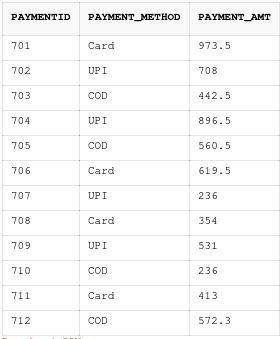 PAYMENTID PAYMENT_METHOD PAYMENT_AMT
701 Card 973.5
702 UPI 708
703 COD 442.5
704 UPI 896.5
705 COD 560.5
706 Card 619.5
707 UPI 236
708 Card 354
709 UPI 531
710 COD 236
711 Card 413
712 COD 572.3